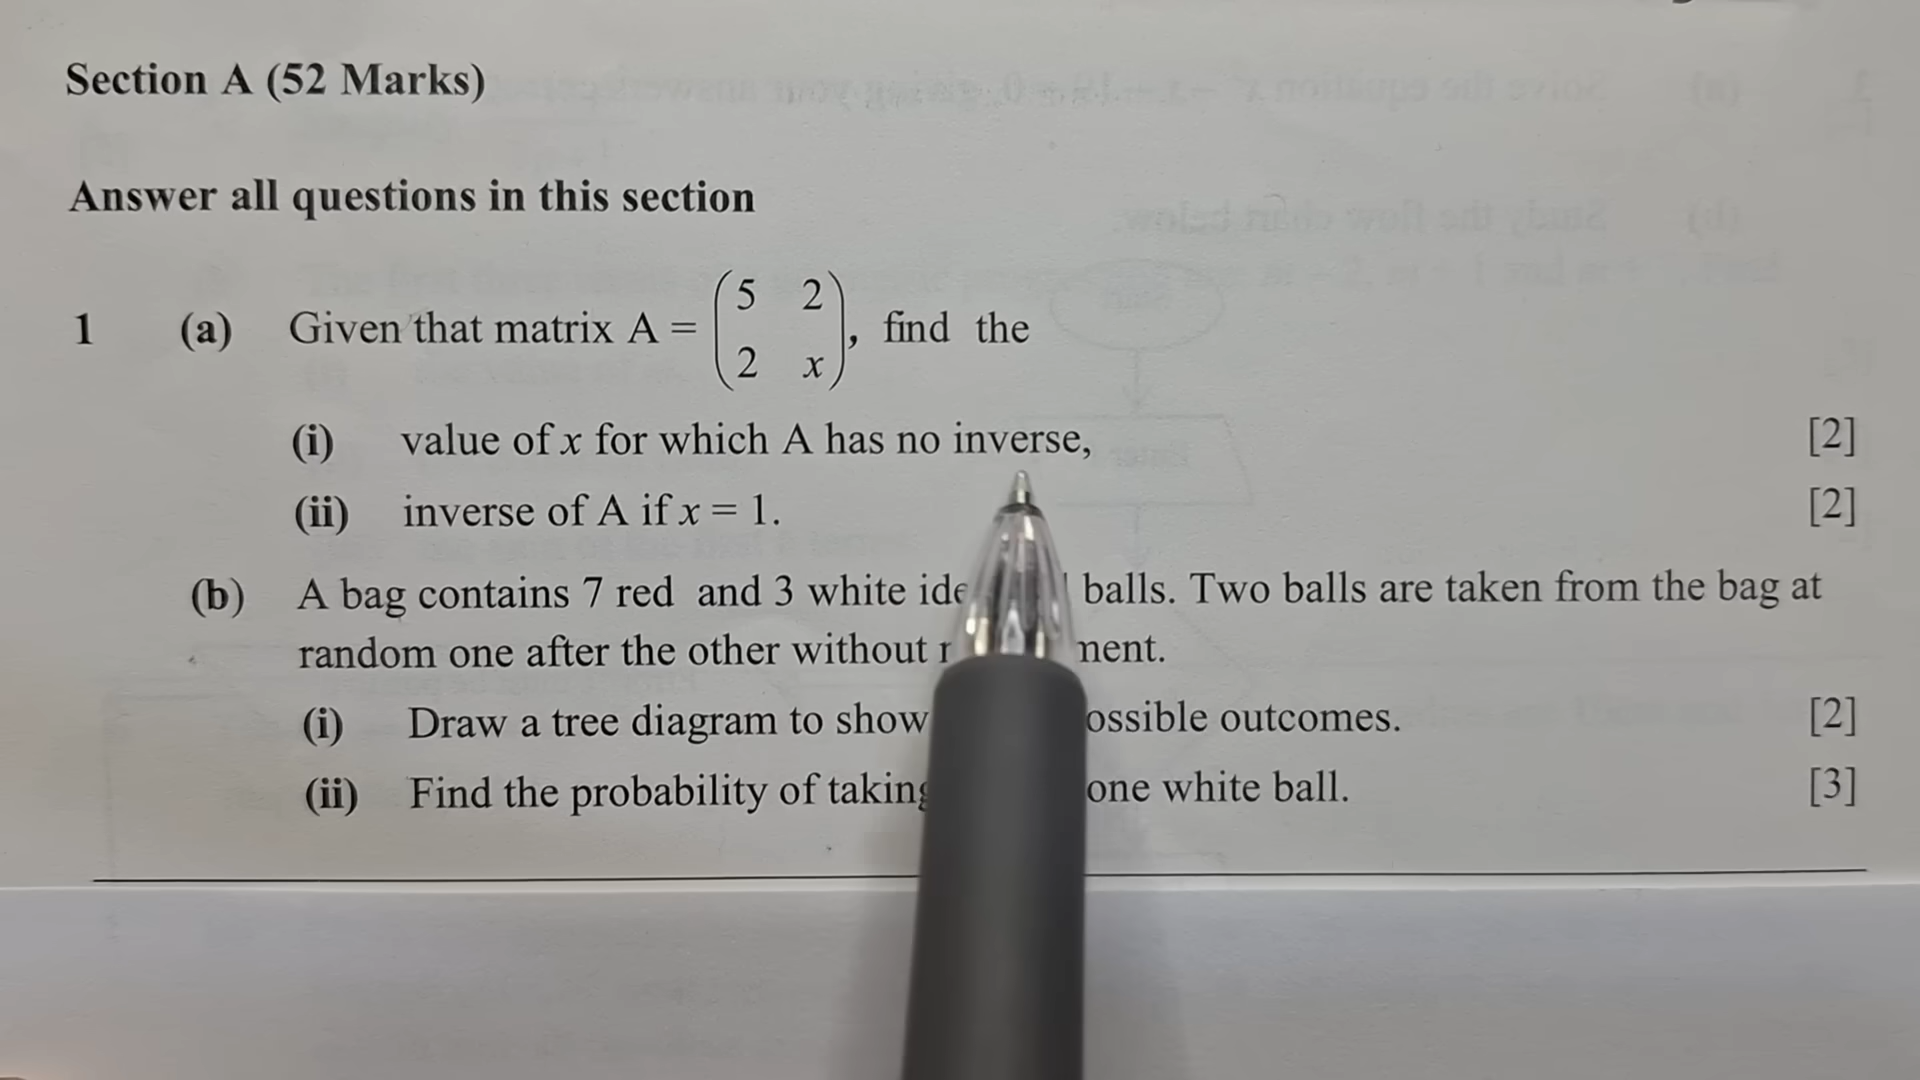 Section A (52 Marks)
Answer all questions in this section
1 (a) Given that matrix A = (5 2
2 x), find the
(i) value of x for which A has no inverse, [2]
(ii) inverse of A if x = 1. [2]
(b) A bag contains 7 red and 3 white balls. Two balls are taken from the bag at
random one after the other without
(i) Draw a tree diagram to show outcomes. [2]
(ii) Find the probability of one white ball. [3]